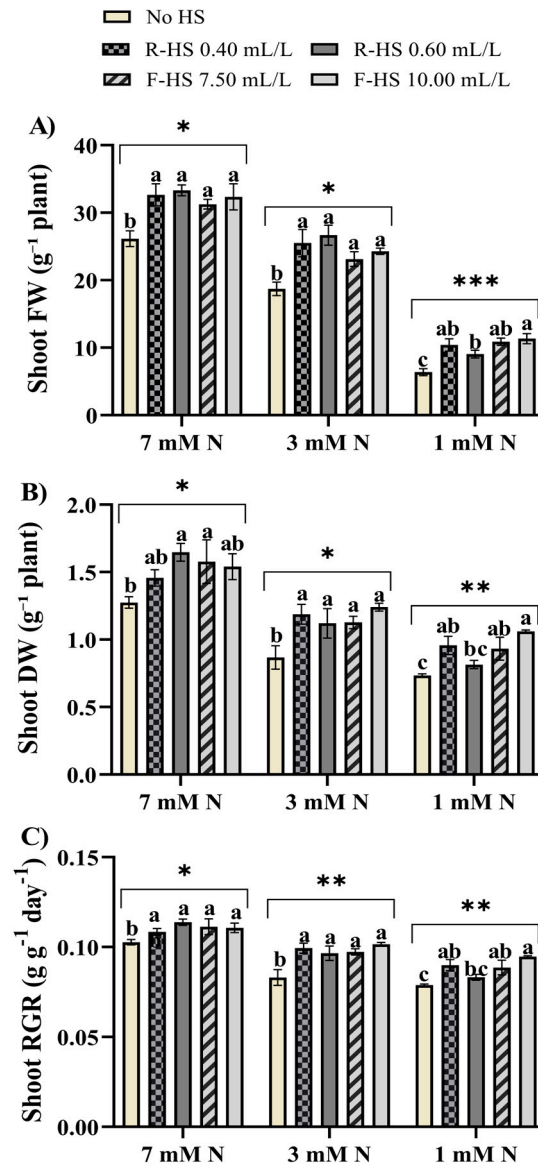 No HS
R-HS 0.40 mL/L R-HS 0.60 mL/L
F-HS 7.50 mL/L F-HS 10.00 mL/L
A)
Shoot FW (g⁻¹ plant)
40
30
20
10
0
*
*
***
b a a a a
b a a a a
c ab b ab a
7 mM N 3 mM N 1 mM N
B)
Shoot DW (g⁻¹ plant)
2.0
1.5
1.0
0.5
0.0
*
*
**
b ab a a ab
b a a a a
c ab bc ab a
7 mM N 3 mM N 1 mM N
C)
Shoot RGR (g g⁻¹ day⁻¹)
0.15
0.10
0.05
0.00
*
**
**
b a a a a
b a a a a
c ab bc ab a
7 mM N 3 mM N 1 mM N